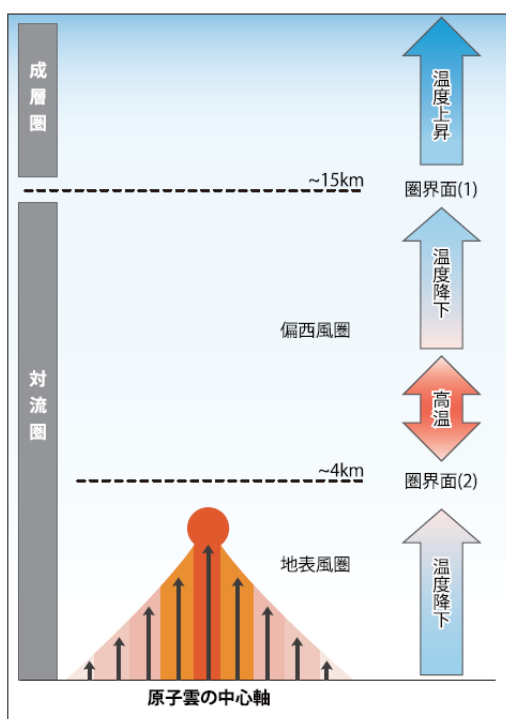 成層圏
温度上昇
~15km
圏界面(1)
対流圏
温度降下
偏西風圏
高温
~4km
圏界面(2)
地表風圏
温度降下
原子雲の中心軸